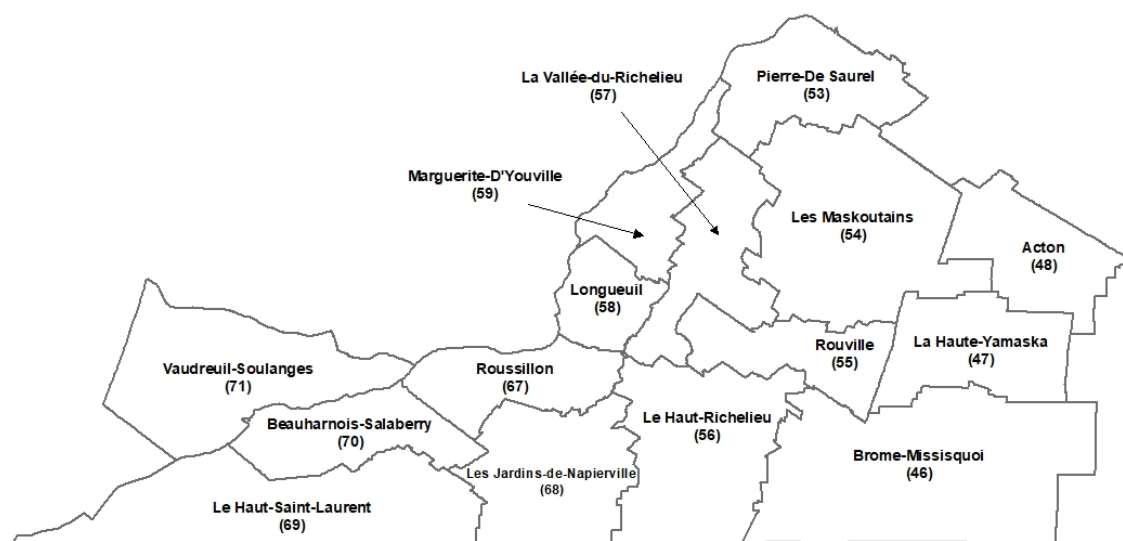 Pierre-De Saurel
(53)
La Vallée-du-Richelieu
(57)
Marguerite-D'Youville
(59)
Les Maskoutains
(54)
Acton
(48)
Longueuil
(58)
La Haute-Yamaska
(47)
Rouville
(55)
Vaudreuil-Soulanges
(71)
Roussillon
(67)
Le Haut-Richelieu
(56)
Beauharnois-Salaberry
(70)
Brome-Missisquoi
(46)
Les Jardins-de-Napierville
(68)
Le Haut-Saint-Laurent
(69)